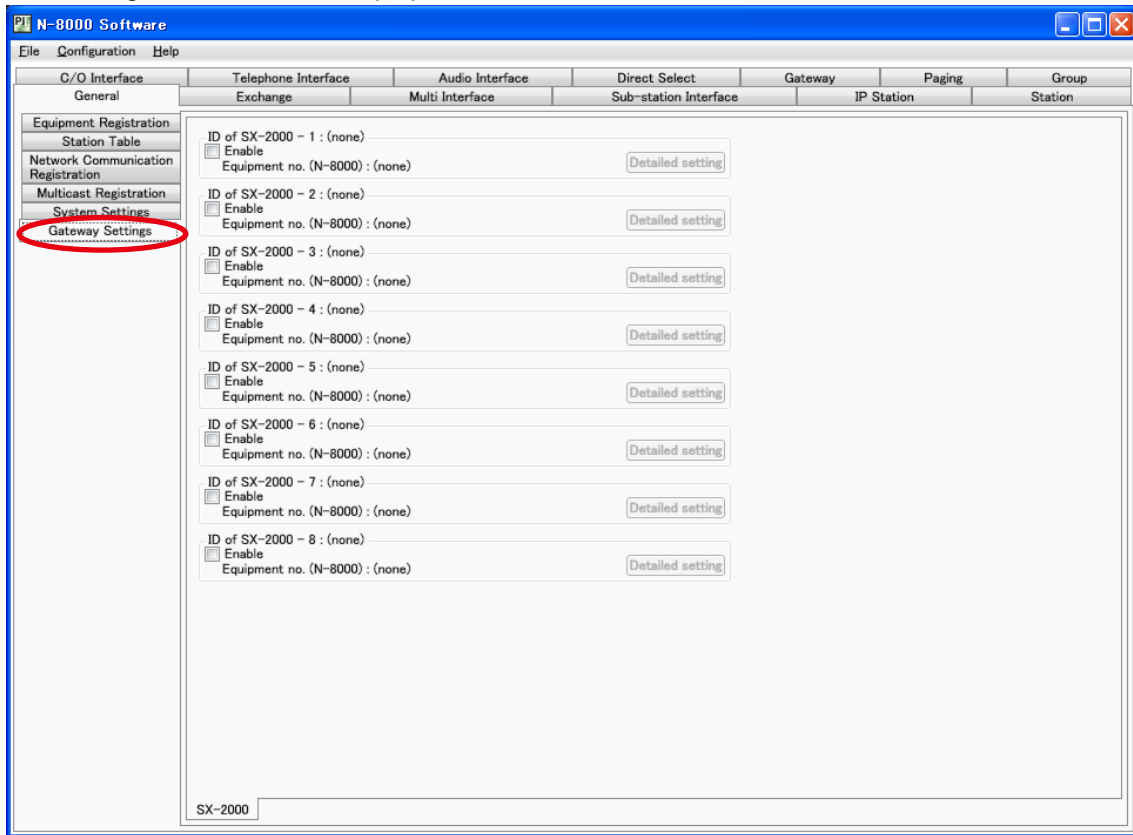 N-8000 Software
File Configuration Help
C/O Interface Telephone Interface Audio Interface Direct Select Gateway Paging Group
General Exchange Multi Interface Sub-station Interface IP Station Station
Equipment Registration
Station Table
Network Communication
Registration
Multicast Registration
System Settings
Gateway Settings
ID of SX-2000 - 1 : (none)
Enable
Equipment no. (N-8000) : (none) Detailed setting
ID of SX-2000 - 2 : (none)
Enable
Equipment no. (N-8000) : (none) Detailed setting
ID of SX-2000 - 3 : (none)
Enable
Equipment no. (N-8000) : (none) Detailed setting
ID of SX-2000 - 4 : (none)
Enable
Equipment no. (N-8000) : (none) Detailed setting
ID of SX-2000 - 5 : (none)
Enable
Equipment no. (N-8000) : (none) Detailed setting
ID of SX-2000 - 6 : (none)
Enable
Equipment no. (N-8000) : (none) Detailed setting
ID of SX-2000 - 7 : (none)
Enable
Equipment no. (N-8000) : (none) Detailed setting
ID of SX-2000 - 8 : (none)
Enable
Equipment no. (N-8000) : (none) Detailed setting
SX-2000